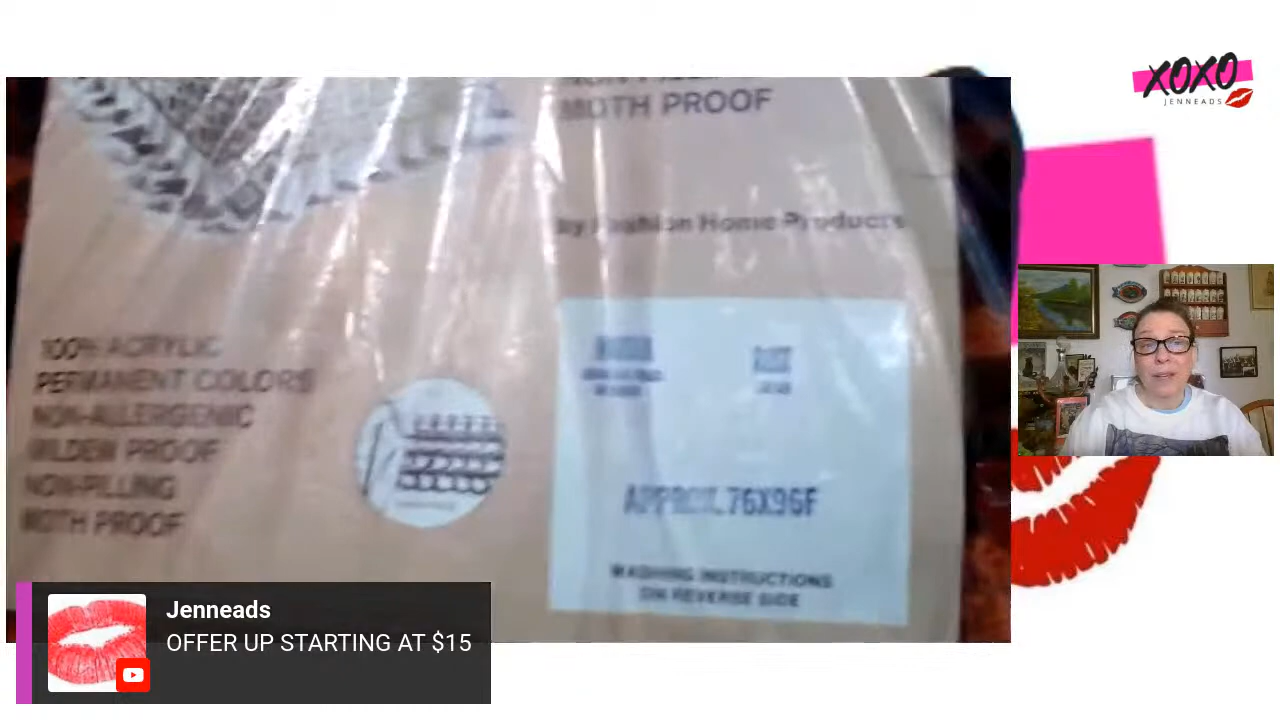 XOXO
JENNEADS
MOTH PROOF
by Fashion Home Products
100% ACRYLIC
PERMANENT COLORS
NON-ALLERGENIC
MILDEW PROOF
NON-PILLING
MOTH PROOF
APPROX. 76X96F
WASHING INSTRUCTIONS
ON REVERSE SIDE
Jenneads
OFFER UP STARTING AT $15